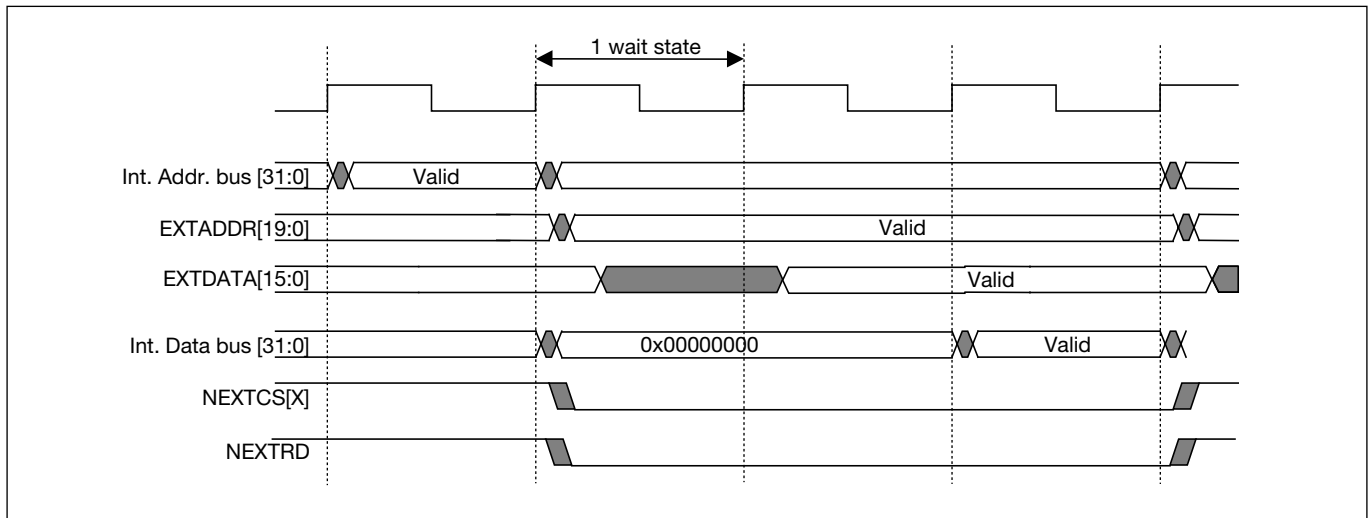 1 wait state
Int. Addr. bus [31:0] Valid
EXTADDR[19:0] Valid
EXTDATA[15:0] Valid
Int. Data bus [31:0] 0x00000000 Valid
NEXTCS[X]
NEXTRD